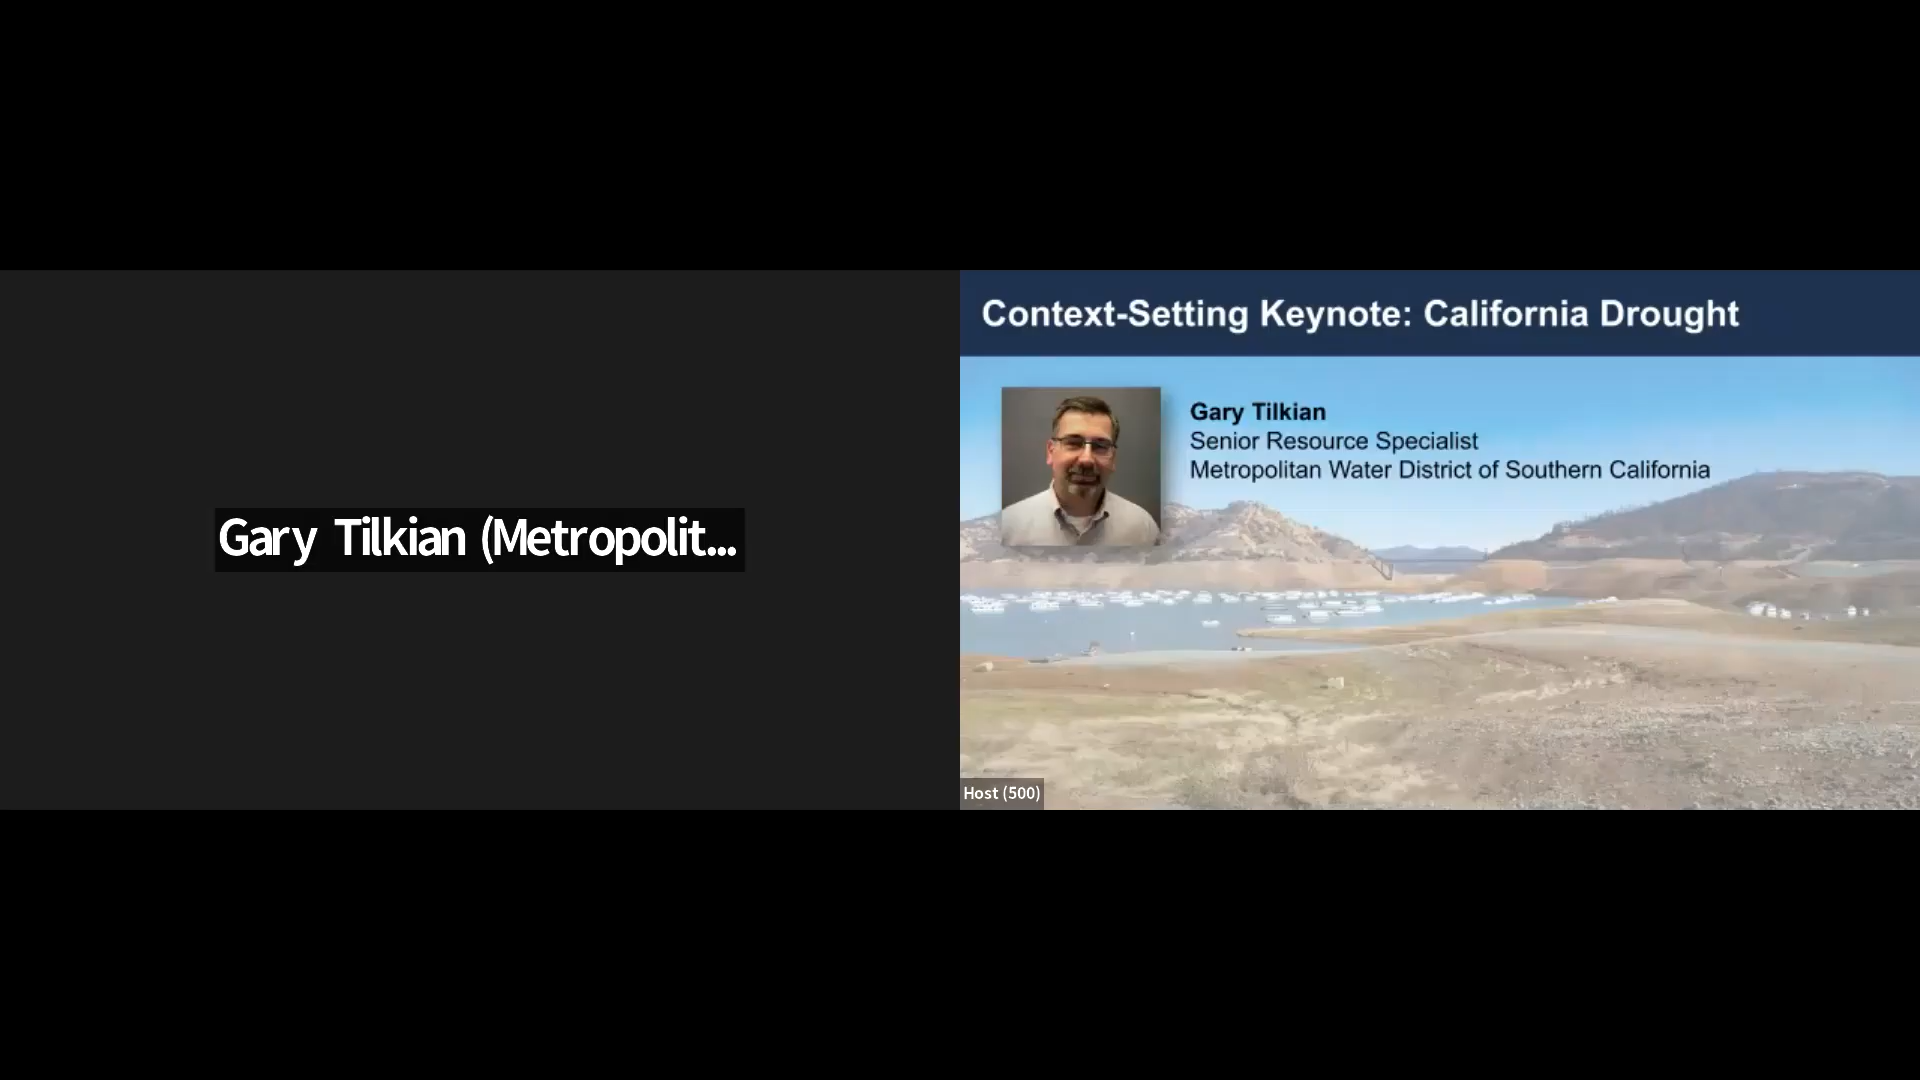 Gary Tilkian (Metropolit...
Context-Setting Keynote: California Drought
Gary Tilkian
Senior Resource Specialist
Metropolitan Water District of Southern California
Host (500)